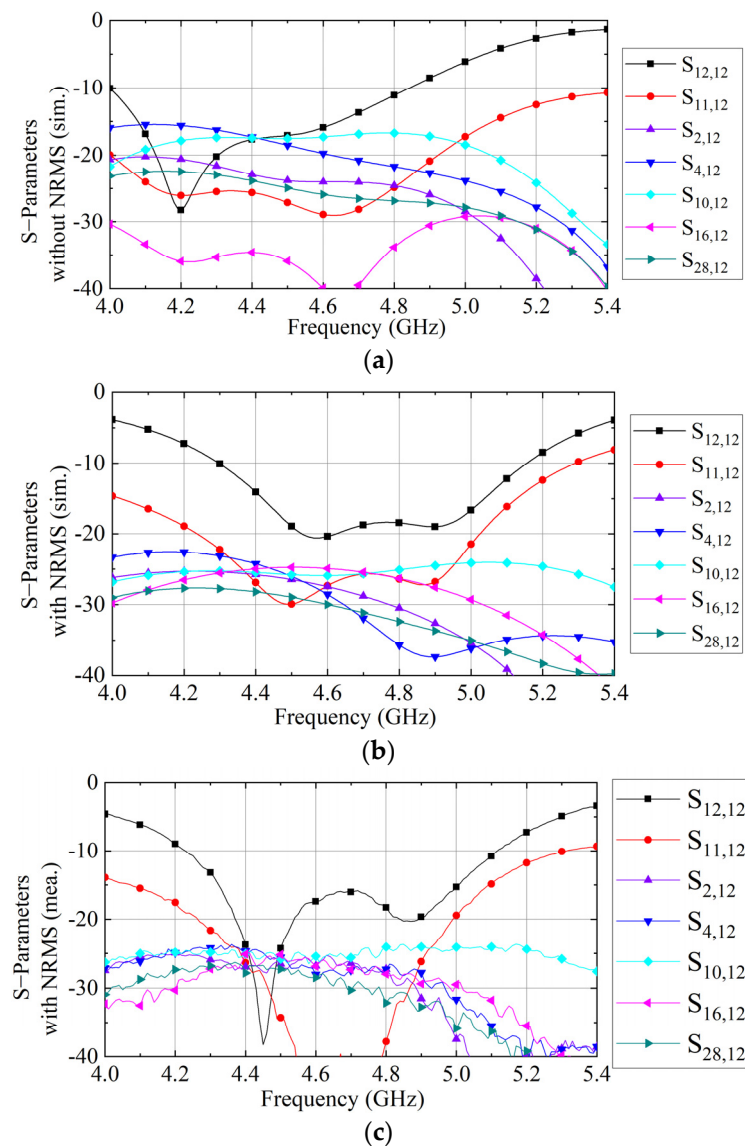 S−Parameters
without NRMS (sim.)
0
-10
-20
-30
-40
4.0 4.2 4.4 4.6 4.8 5.0 5.2 5.4
Frequency (GHz)
S12,12
S11,12
S2,12
S4,12
S10,12
S16,12
S28,12
(a)
S−Parameters
with NRMS (sim.)
0
-10
-20
-30
-40
4.0 4.2 4.4 4.6 4.8 5.0 5.2 5.4
Frequency (GHz)
S12,12
S11,12
S2,12
S4,12
S10,12
S16,12
S28,12
(b)
S−Parameters
with NRMS (mea.)
0
-10
-20
-30
-40
4.0 4.2 4.4 4.6 4.8 5.0 5.2 5.4
Frequency (GHz)
S12,12
S11,12
S2,12
S4,12
S10,12
S16,12
S28,12
(c)